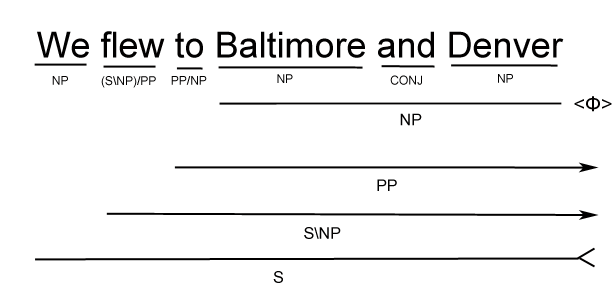 We flew to Baltimore and Denver
NP (S\NP)/PP PP/NP NP CONJ NP
<Φ>
NP
PP
S\NP
S